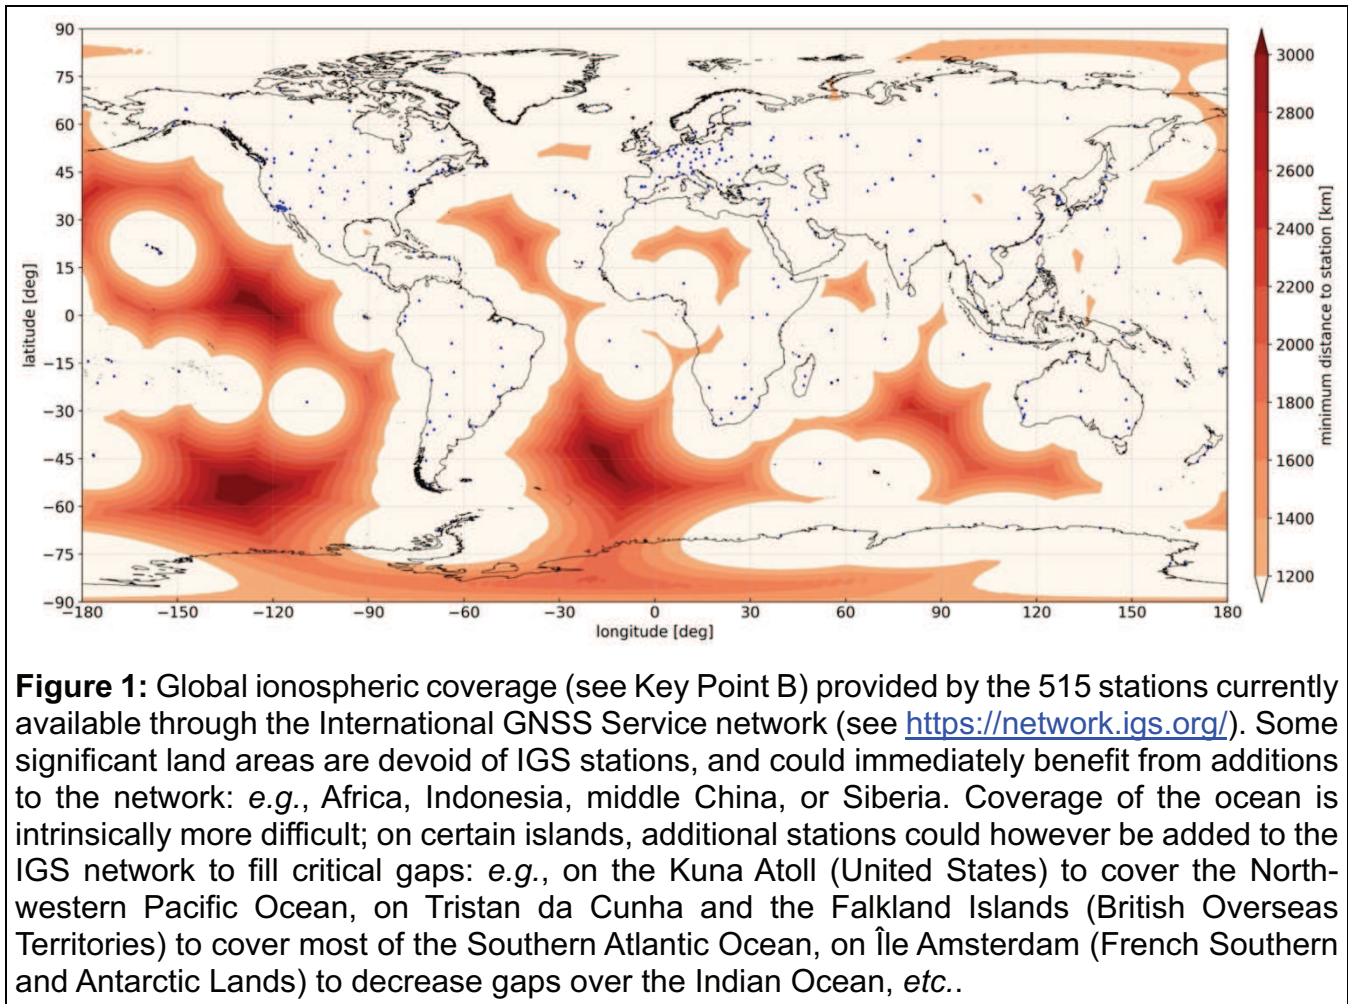 90
75
60
45
30
15
0
−15
−30
−45
−60
−75
−90
latitude [deg]
−180 −150 −120 −90 −60 −30 0 30 60 90 120 150 180
longitude [deg]
3000
2800
2600
2400
2200
2000
1800
1600
1400
1200
minimum distance to station [km]
Figure 1: Global ionospheric coverage (see Key Point B) provided by the 515 stations currently
available through the International GNSS Service network (see https://network.igs.org/). Some
significant land areas are devoid of IGS stations, and could immediately benefit from additions
to the network: e.g., Africa, Indonesia, middle China, or Siberia. Coverage of the ocean is
intrinsically more difficult; on certain islands, additional stations could however be added to the
IGS network to fill critical gaps: e.g., on the Kuna Atoll (United States) to cover the North-
western Pacific Ocean, on Tristan da Cunha and the Falkland Islands (British Overseas
Territories) to cover most of the Southern Atlantic Ocean, on Île Amsterdam (French Southern
and Antarctic Lands) to decrease gaps over the Indian Ocean, etc..